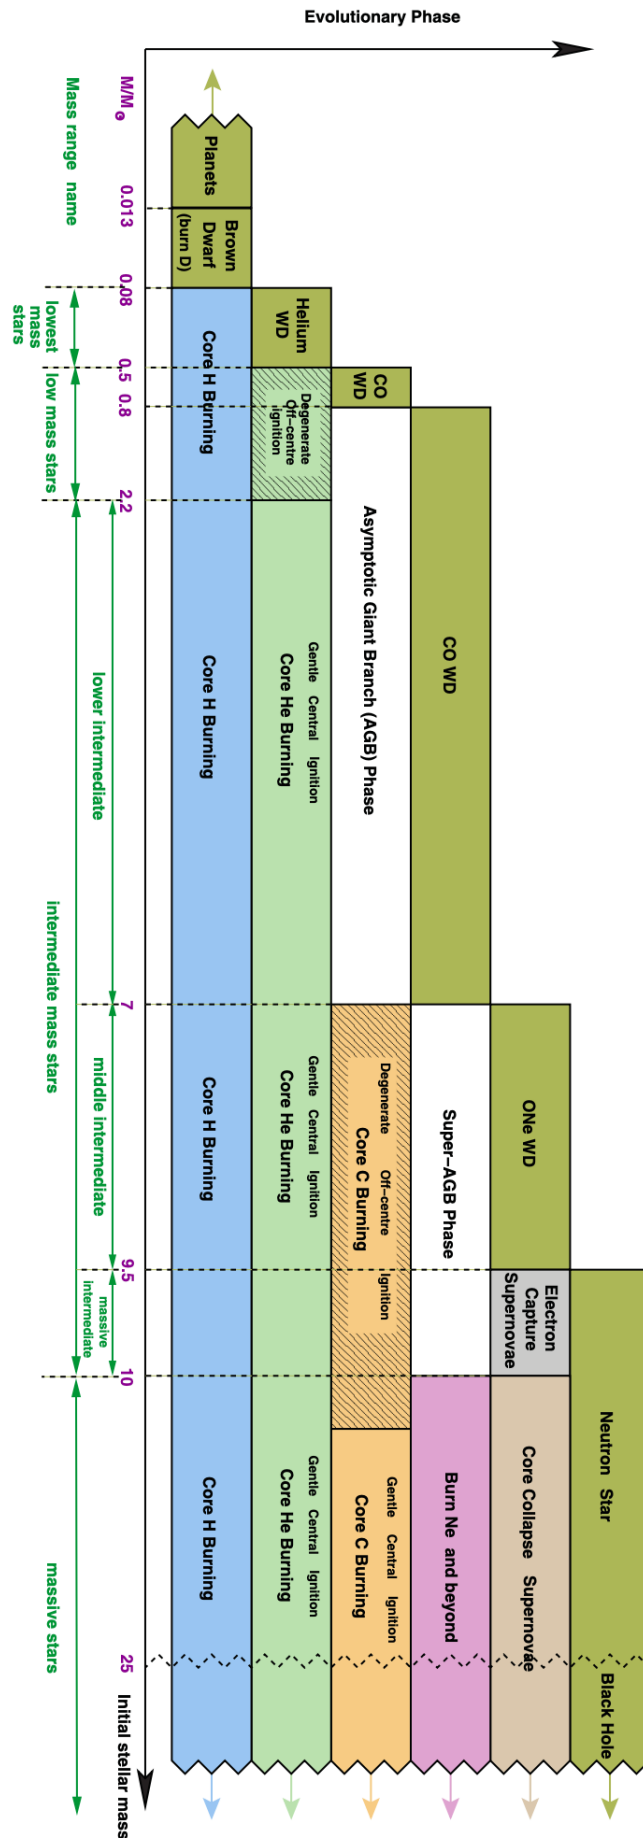 Evolutionary Phase
Mass range name
M/M
Planets
0.013
Brown
Dwarf
(burn D)
0.08
lowest
mass
stars
Core H Burning
Helium
WD
0.5
low mass stars
0.8
Degenerate
Off-centre
ignition
CO
WD
2.2
intermediate mass stars
lower intermediate
Core H Burning
Gentle Central Ignition
Core He Burning
Asymptotic Giant Branch (AGB) Phase
CO WD
7
middle intermediate
Core H Burning
Gentle Central Ignition
Core He Burning
Degenerate Off-centre Ignition
Core C Burning
Super-AGB Phase
ONe WD
9.5
massive
intermediate
Electron
Capture
Supernovae
10
massive stars
Core H Burning
Gentle Central Ignition
Core He Burning
Gentle Central Ignition
Core C Burning
Burn Ne and beyond
Core Collapse Supernovae
Neutron Star
25
Black Hole
Initial stellar mass